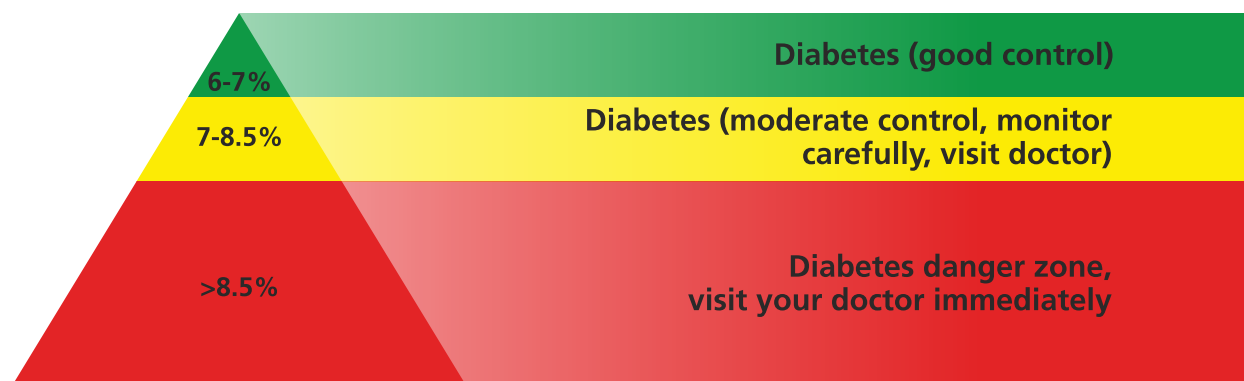 6-7%
Diabetes (good control)
7-8.5%
Diabetes (moderate control, monitor
carefully, visit doctor)
>8.5%
Diabetes danger zone,
visit your doctor immediately